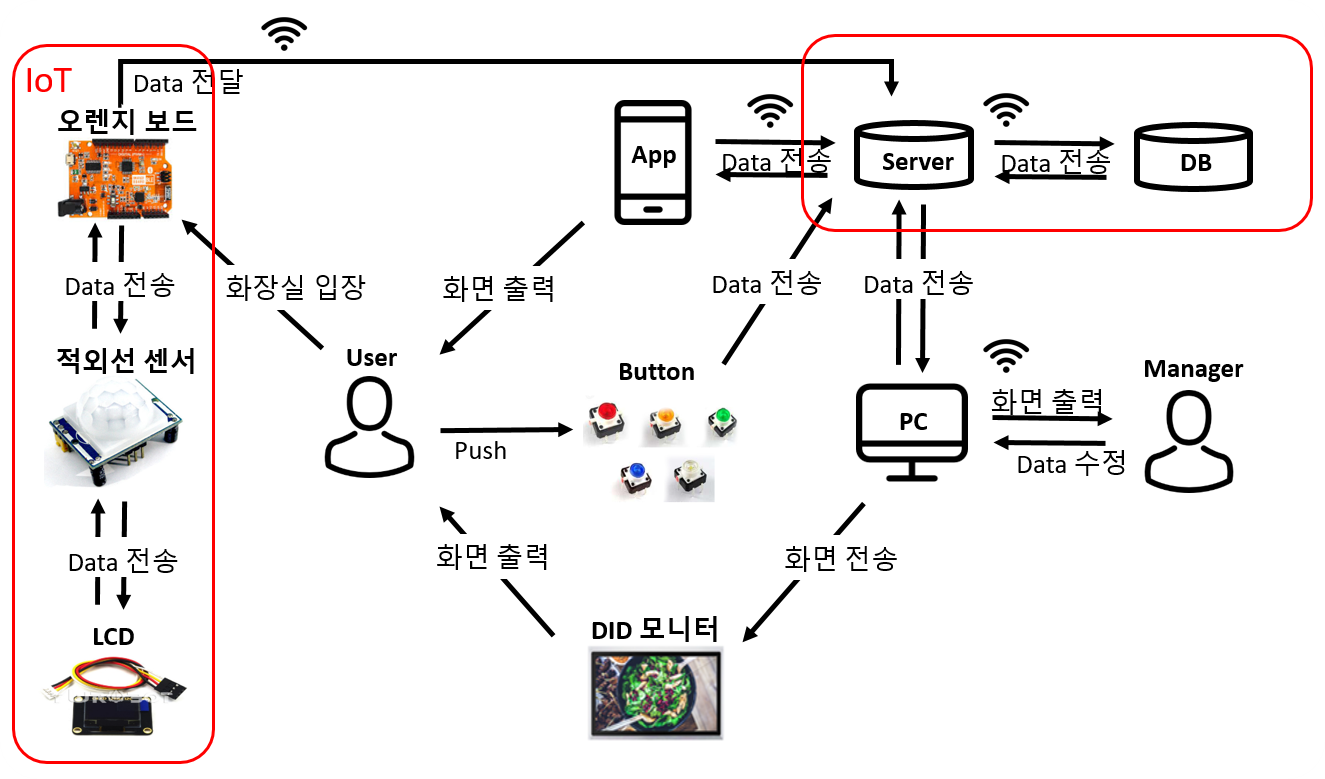 IoT
Data 전달
오렌지 보드
App
Data 전송
Server
Data 전송
DB
Data 전송
화장실 입장
화면 출력
Data 전송
Data 전송
적외선 센서
User
Button
Manager
PC
화면 출력
Push
Data 수정
Data 전송
화면 출력
화면 전송
LCD
DID 모니터